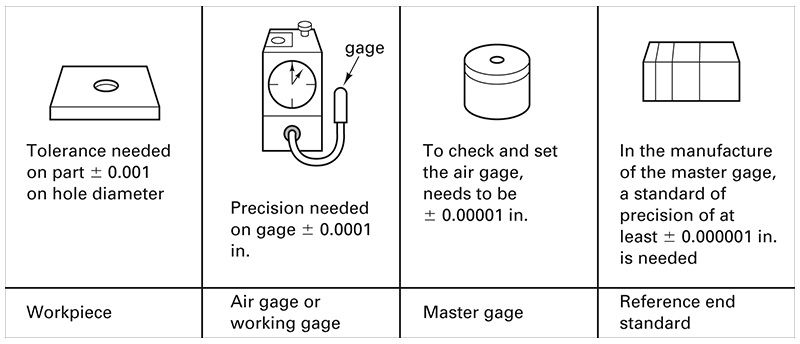 Tolerance needed
on part ± 0.001
on hole diameter
gage
Precision needed
on gage ± 0.0001
in.
To check and set
the air gage,
needs to be
± 0.00001 in.
In the manufacture
of the master gage,
a standard of
precision of at
least ± 0.000001 in.
is needed
Workpiece
Air gage or
working gage
Master gage
Reference end
standard